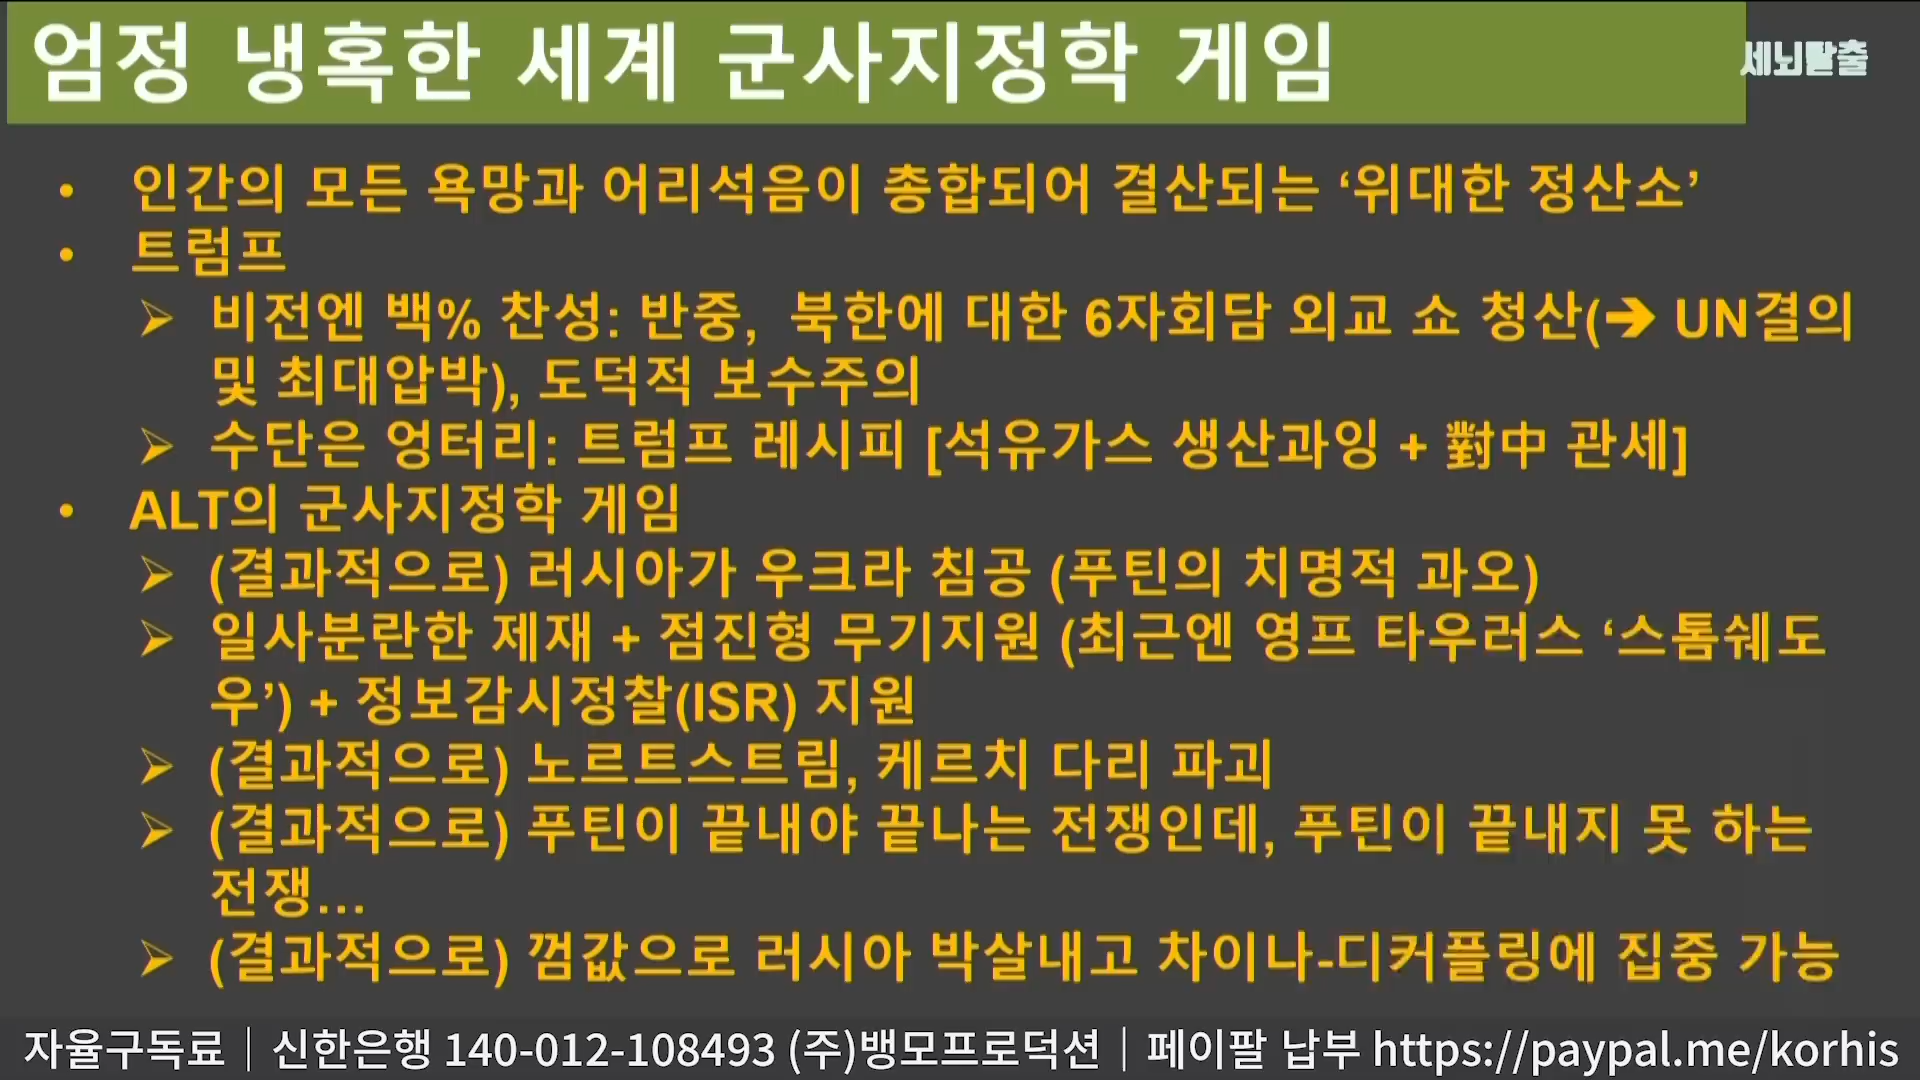 엄정 냉혹한 세계 군사지정학 게임
세뇌탈출
• 인간의 모든 욕망과 어리석음이 총합되어 결산되는 ‘위대한 정산소’
• 트럼프
➢ 비전엔 백% 찬성: 반중, 북한에 대한 6자회담 외교 쇼 청산(➔ UN결의
및 최대압박), 도덕적 보수주의
➢ 수단은 엉터리: 트럼프 레시피 [석유가스 생산과잉 + 對中 관세]
• ALT의 군사지정학 게임
➢ (결과적으로) 러시아가 우크라 침공 (푸틴의 치명적 과오)
➢ 일사분란한 제재 + 점진형 무기지원 (최근엔 영프 타우러스 ‘스톰쉐도
우’) + 정보감시정찰(ISR) 지원
➢ (결과적으로) 노르트스트림, 케르치 다리 파괴
➢ (결과적으로) 푸틴이 끝내야 끝나는 전쟁인데, 푸틴이 끝내지 못 하는
전쟁...
➢ (결과적으로) 껌값으로 러시아 박살내고 차이나-디커플링에 집중 가능
자율구독료 | 신한은행 140-012-108493 (주)뱅모프로덕션 | 페이팔 납부 https://paypal.me/korhis